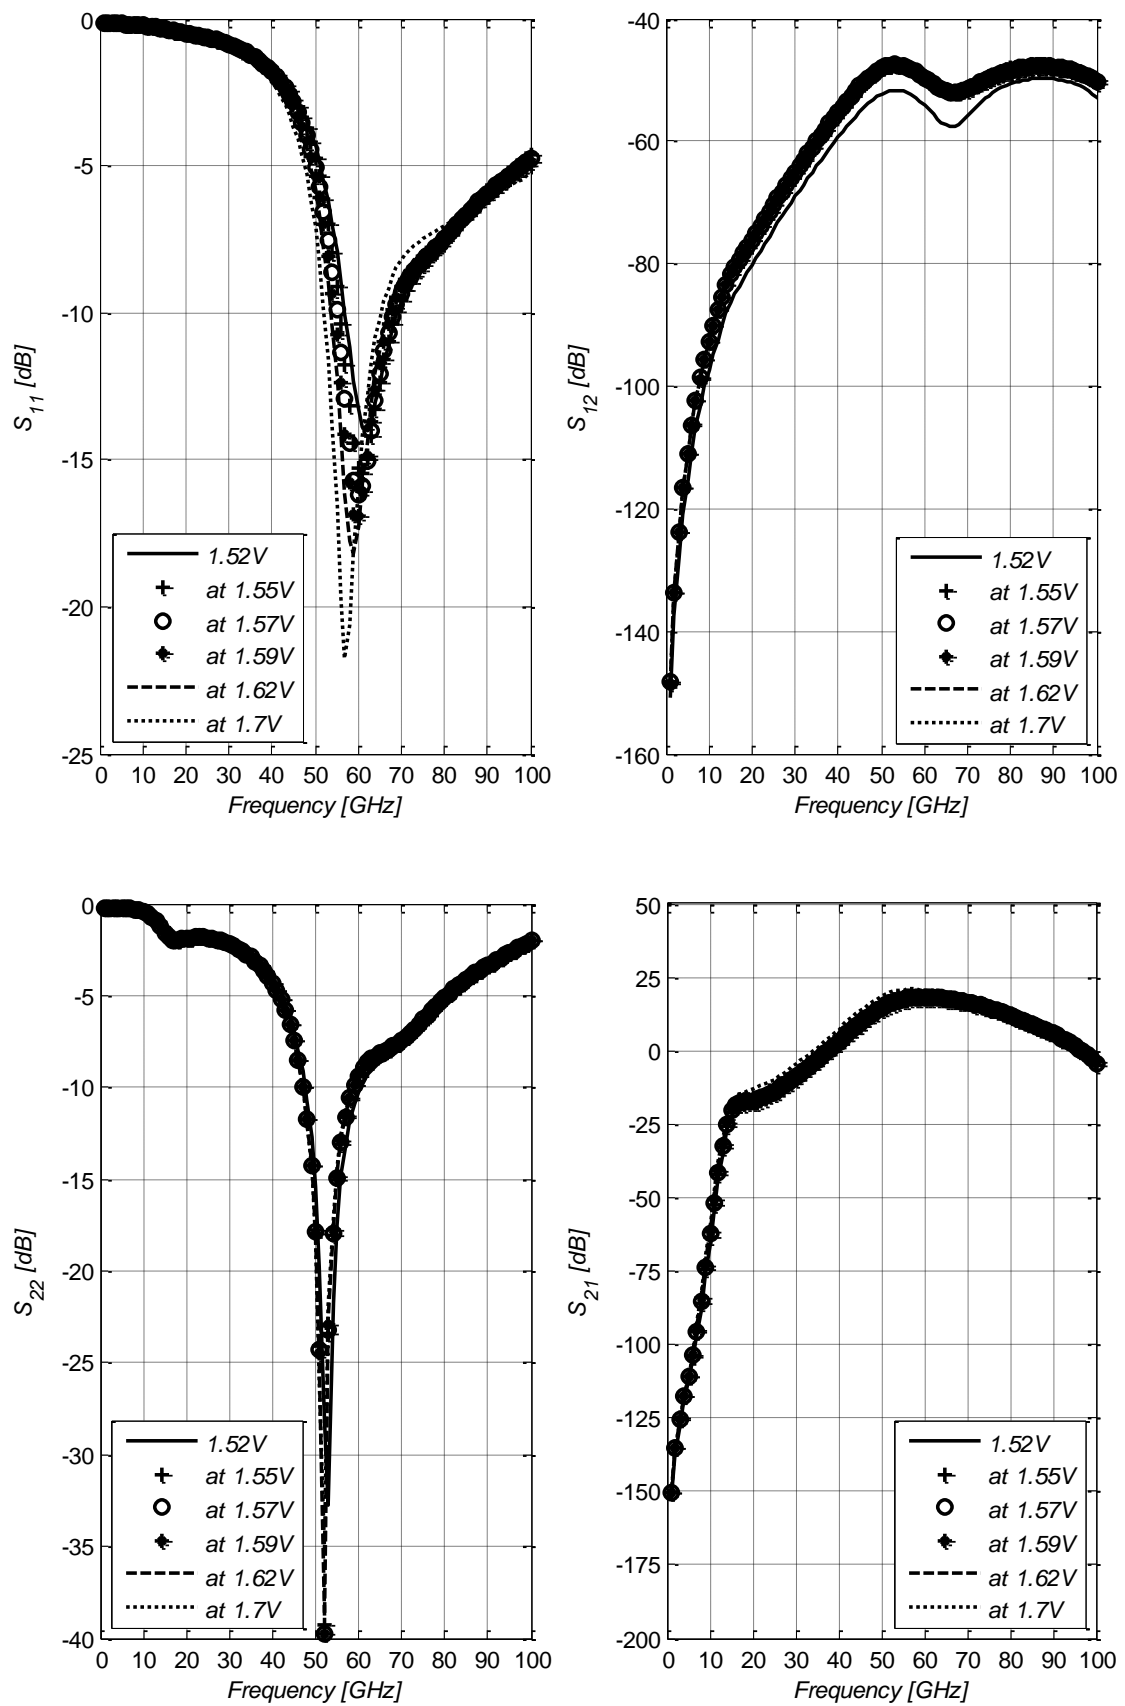 0
-5
-10
-15
-20
-25
S11 [dB]
0 10 20 30 40 50 60 70 80 90 100
Frequency [GHz]
1.52V
at 1.55V
at 1.57V
at 1.59V
at 1.62V
at 1.7V
-40
-60
-80
-100
-120
-140
-160
S12 [dB]
0 10 20 30 40 50 60 70 80 90 100
Frequency [GHz]
1.52V
at 1.55V
at 1.57V
at 1.59V
at 1.62V
at 1.7V
0
-5
-10
-15
-20
-25
-30
-35
-40
S22 [dB]
0 10 20 30 40 50 60 70 80 90 100
Frequency [GHz]
1.52V
at 1.55V
at 1.57V
at 1.59V
at 1.62V
at 1.7V
50
25
0
-25
-50
-75
-100
-125
-150
-175
-200
S21 [dB]
0 10 20 30 40 50 60 70 80 90 100
Frequency [GHz]
1.52V
at 1.55V
at 1.57V
at 1.59V
at 1.62V
at 1.7V